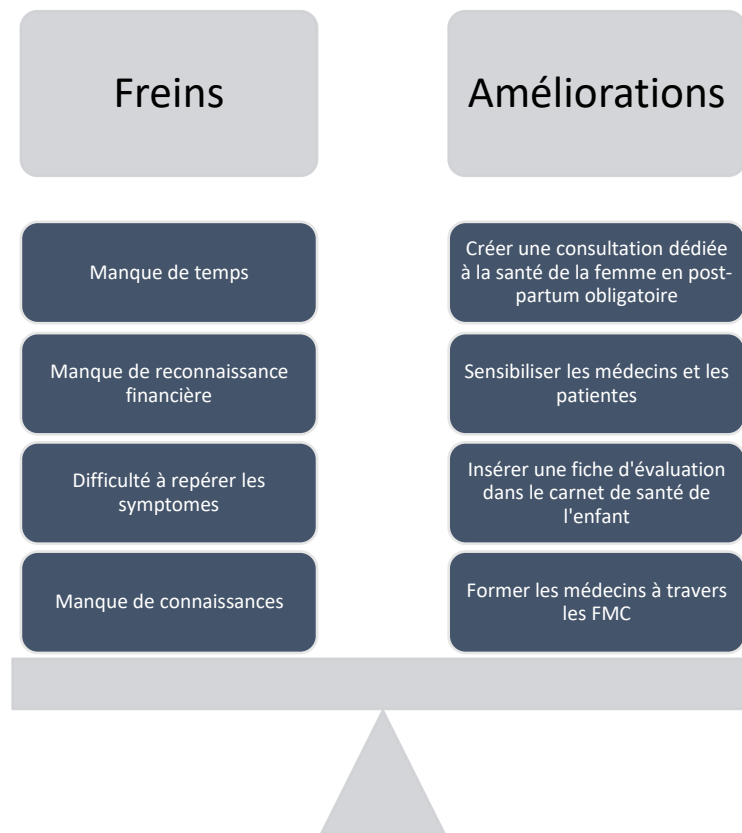 Freins
Améliorations
Manque de temps
Manque de reconnaissance
financière
Difficulté à repérer les
symptomes
Manque de connaissances
Créer une consultation dédiée
à la santé de la femme en post-
partum obligatoire
Sensibiliser les médecins et les
patientes
Insérer une fiche d'évaluation
dans le carnet de santé de
l'enfant
Former les médecins à travers
les FMC